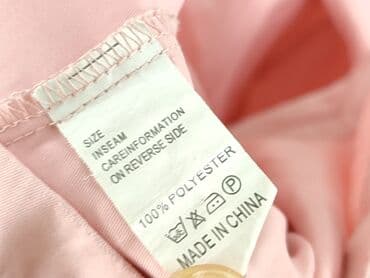 SIZE
INSEAM
CAREINFORMATION
ON REVERSE SIDE
100% POLYESTER
MADE IN CHINA